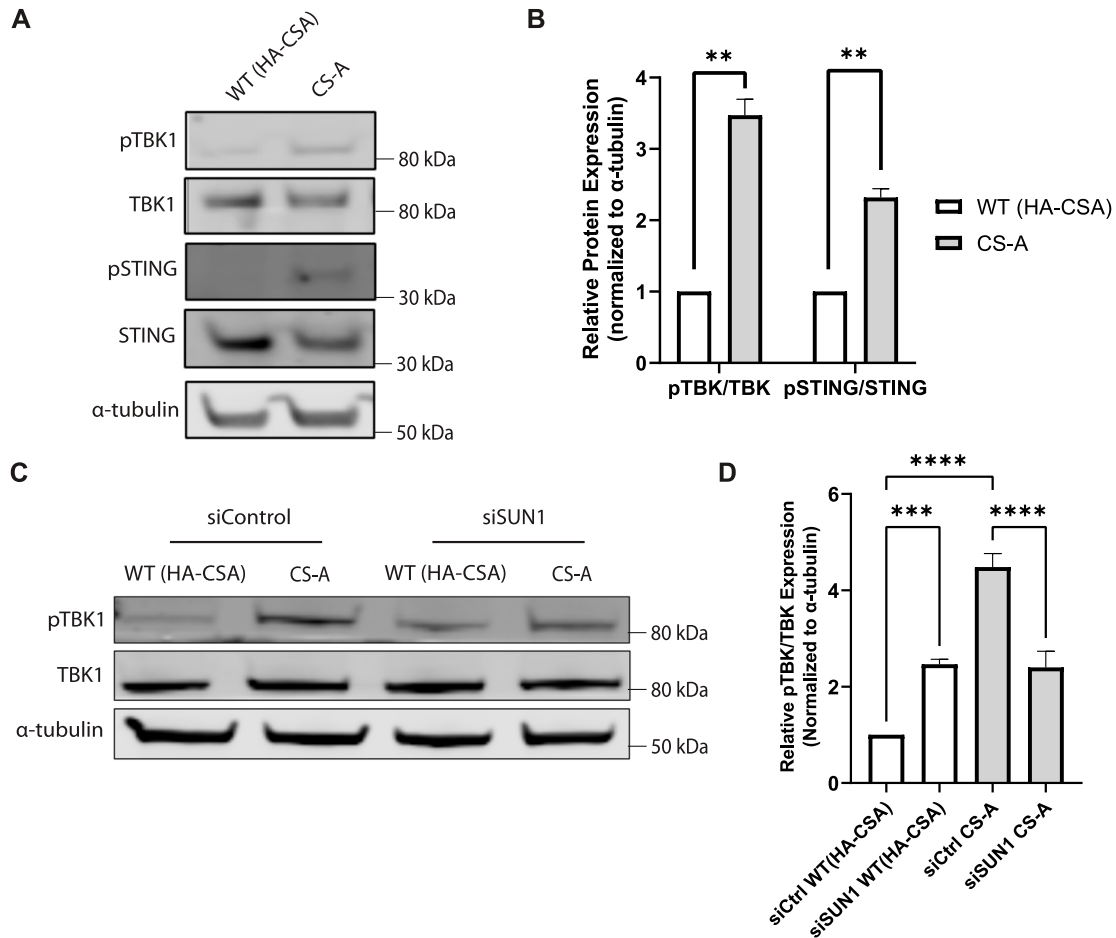 A
WT (HA-CSA)
CS-A
pTBK1
80 kDa
TBK1
80 kDa
pSTING
30 kDa
STING
30 kDa
α-tubulin
50 kDa
B
Relative Protein Expression
(normalized to α-tubulin)
4
3
2
1
0
**
**
pTBK/TBK
pSTING/STING
WT (HA-CSA)
CS-A
C
siControl
siSUN1
WT (HA-CSA)
CS-A
WT (HA-CSA)
CS-A
pTBK1
80 kDa
TBK1
80 kDa
α-tubulin
50 kDa
D
Relative pTBK/TBK Expression
(Normalized to α-tubulin)
6
4
2
0
****
***
****
siCtrl WT(HA-CSA)
siSUN1 WT(HA-CSA)
siCtrl CS-A
siSUN1 CS-A